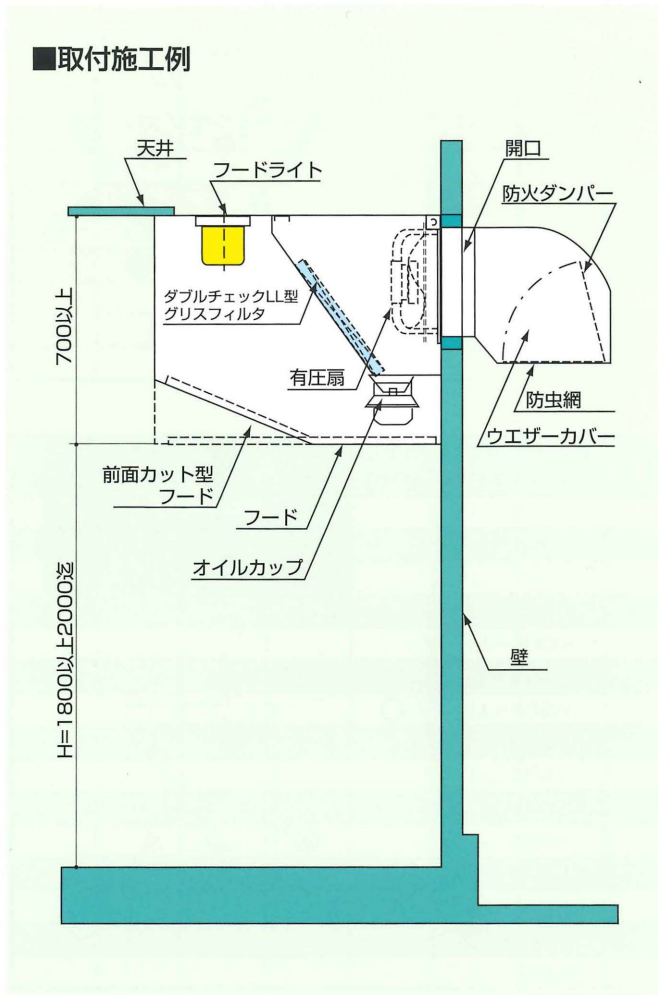 ■取付施工例
天井
フードライト
開口
防火ダンパー
ダブルチェックLL型
グリスフィルタ
700以上
有圧扇
防虫網
ウエザーカバー
前面カット型
フード
フード
オイルカップ
H=1800以上2000迄
壁